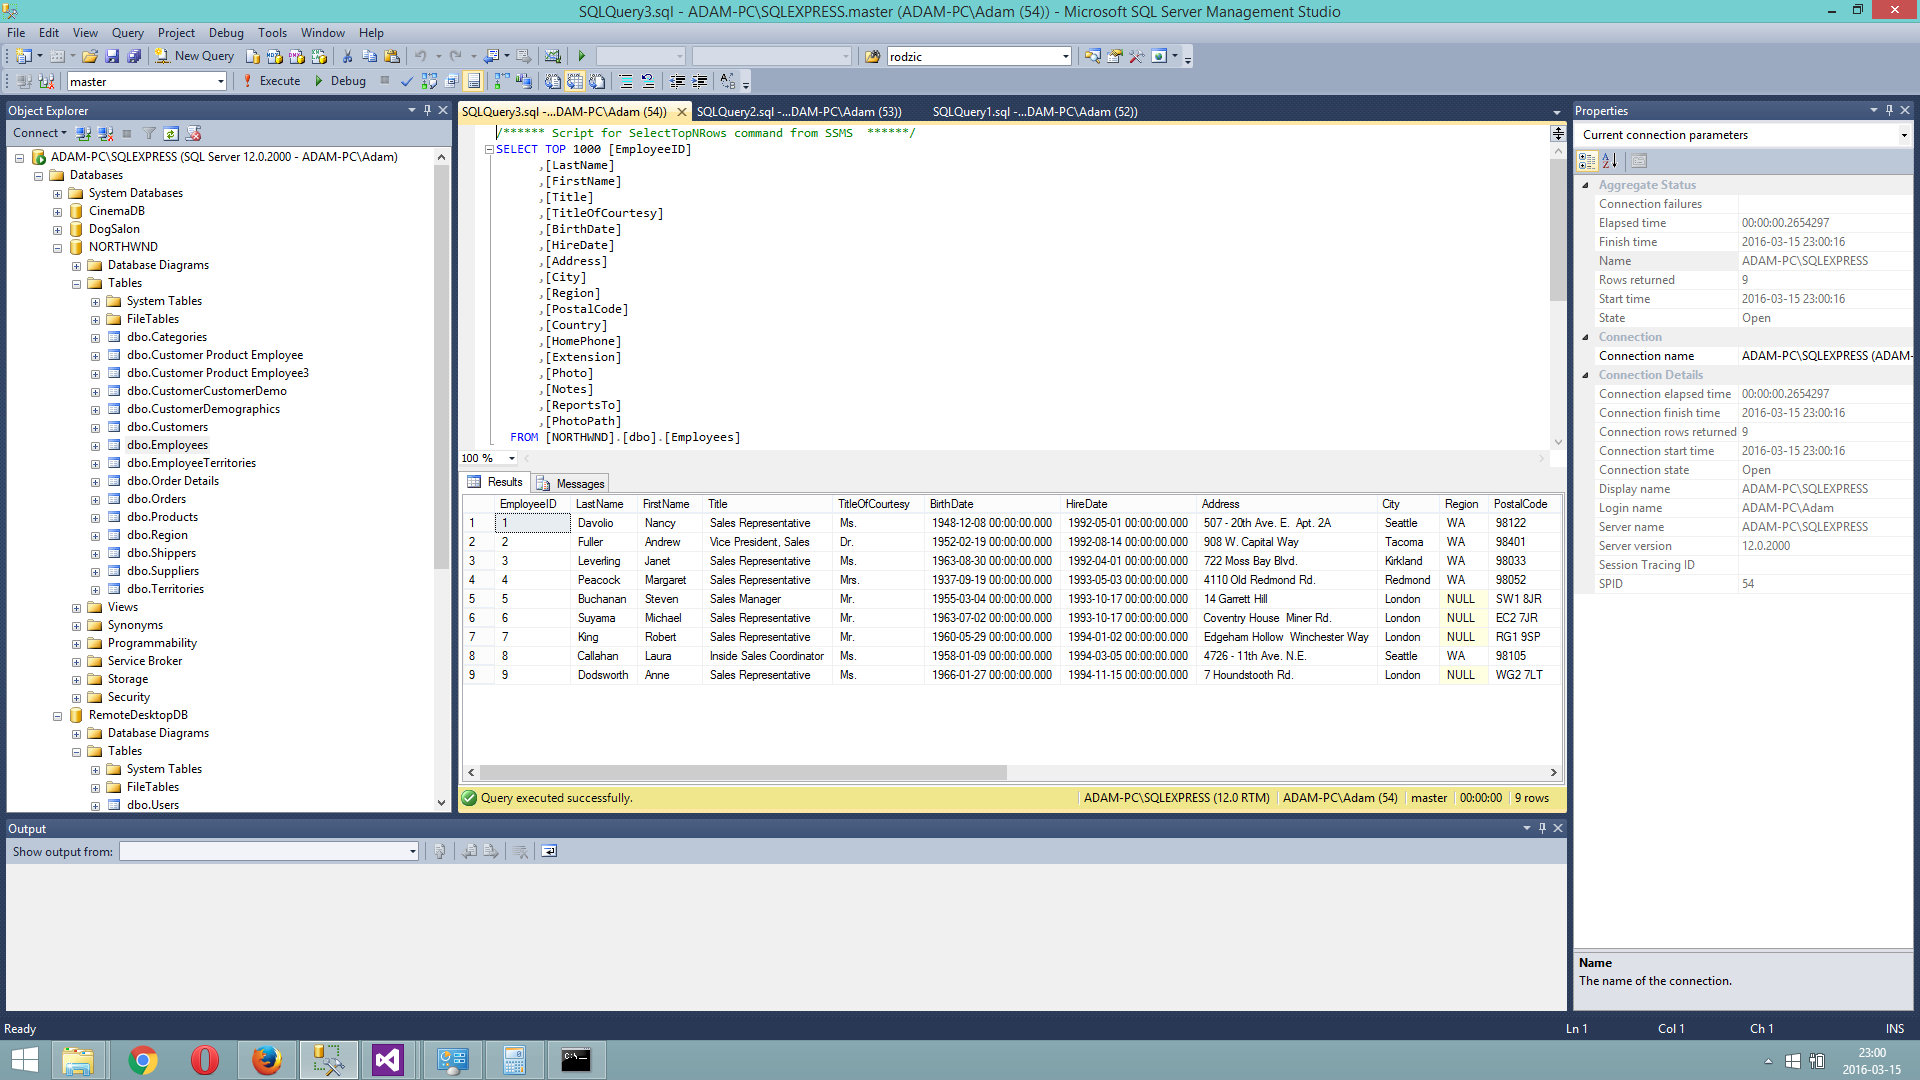 SQLQuery3.sql - ADAM-PC\SQLEXPRESS.master (ADAM-PC\Adam (54)) - Microsoft SQL Server Management Studio
File Edit View Query Project Debug Tools Window Help
New Query rodzic
master Execute Debug
Object Explorer
Connect
ADAM-PC\SQLEXPRESS (SQL Server 12.0.2000 - ADAM-PC\Adam)
Databases
System Databases
CinemaDB
DogSalon
NORTHWND
Database Diagrams
Tables
System Tables
FileTables
dbo.Categories
dbo.Customer Product Employee
dbo.Customer Product Employee3
dbo.CustomerCustomerDemo
dbo.CustomerDemographics
dbo.Customers
dbo.Employees
dbo.EmployeeTerritories
dbo.Order Details
dbo.Orders
dbo.Products
dbo.Region
dbo.Shippers
dbo.Suppliers
dbo.Territories
Views
Synonyms
Programmability
Service Broker
Storage
Security
RemoteDesktopDB
Database Diagrams
Tables
System Tables
FileTables
dbo.Users
SQLQuery3.sql -...DAM-PC\Adam (54)) SQLQuery2.sql -...DAM-PC\Adam (53)) SQLQuery1.sql -...DAM-PC\Adam (52))
/****** Script for SelectTopNRows command from SSMS  ******/
SELECT TOP 1000 [EmployeeID]
,[LastName]
,[FirstName]
,[Title]
,[TitleOfCourtesy]
,[BirthDate]
,[HireDate]
,[Address]
,[City]
,[Region]
,[PostalCode]
,[Country]
,[HomePhone]
,[Extension]
,[Photo]
,[Notes]
,[ReportsTo]
,[PhotoPath]
FROM [NORTHWND].[dbo].[Employees]
100 %
Results Messages
EmployeeID LastName FirstName Title TitleOfCourtesy BirthDate HireDate Address City Region PostalCode
1 1 Davolio Nancy Sales Representative Ms. 1948-12-08 00:00:00.000 1992-05-01 00:00:00.000 507 - 20th Ave. E.  Apt. 2A Seattle WA 98122
2 2 Fuller Andrew Vice President, Sales Dr. 1952-02-19 00:00:00.000 1992-08-14 00:00:00.000 908 W. Capital Way Tacoma WA 98401
3 3 Leverling Janet Sales Representative Ms. 1963-08-30 00:00:00.000 1992-04-01 00:00:00.000 722 Moss Bay Blvd. Kirkland WA 98033
4 4 Peacock Margaret Sales Representative Mrs. 1937-09-19 00:00:00.000 1993-05-03 00:00:00.000 4110 Old Redmond Rd. Redmond WA 98052
5 5 Buchanan Steven Sales Manager Mr. 1955-03-04 00:00:00.000 1993-10-17 00:00:00.000 14 Garrett Hill London NULL SW1 8JR
6 6 Suyama Michael Sales Representative Mr. 1963-07-02 00:00:00.000 1993-10-17 00:00:00.000 Coventry House  Miner Rd. London NULL EC2 7JR
7 7 King Robert Sales Representative Mr. 1960-05-29 00:00:00.000 1994-01-02 00:00:00.000 Edgeham Hollow  Winchester Way London NULL RG1 9SP
8 8 Callahan Laura Inside Sales Coordinator Ms. 1958-01-09 00:00:00.000 1994-03-05 00:00:00.000 4726 - 11th Ave. N.E. Seattle WA 98105
9 9 Dodsworth Anne Sales Representative Ms. 1966-01-27 00:00:00.000 1994-11-15 00:00:00.000 7 Houndstooth Rd. London NULL WG2 7LT
Query executed successfully. ADAM-PC\SQLEXPRESS (12.0 RTM) ADAM-PC\Adam (54) master 00:00:00 9 rows
Properties
Current connection parameters
Aggregate Status
Connection failures
Elapsed time 00:00:00.2654297
Finish time 2016-03-15 23:00:16
Name ADAM-PC\SQLEXPRESS
Rows returned 9
Start time 2016-03-15 23:00:16
State Open
Connection
Connection name ADAM-PC\SQLEXPRESS (ADAM-
Connection Details
Connection elapsed time 00:00:00.2654297
Connection finish time 2016-03-15 23:00:16
Connection rows returned 9
Connection start time 2016-03-15 23:00:16
Connection state Open
Display name ADAM-PC\SQLEXPRESS
Login name ADAM-PC\Adam
Server name ADAM-PC\SQLEXPRESS
Server version 12.0.2000
Session Tracing ID
SPID 54
Name
The name of the connection.
Output
Show output from:
Ready Ln 1 Col 1 Ch 1 INS
23:00
2016-03-15